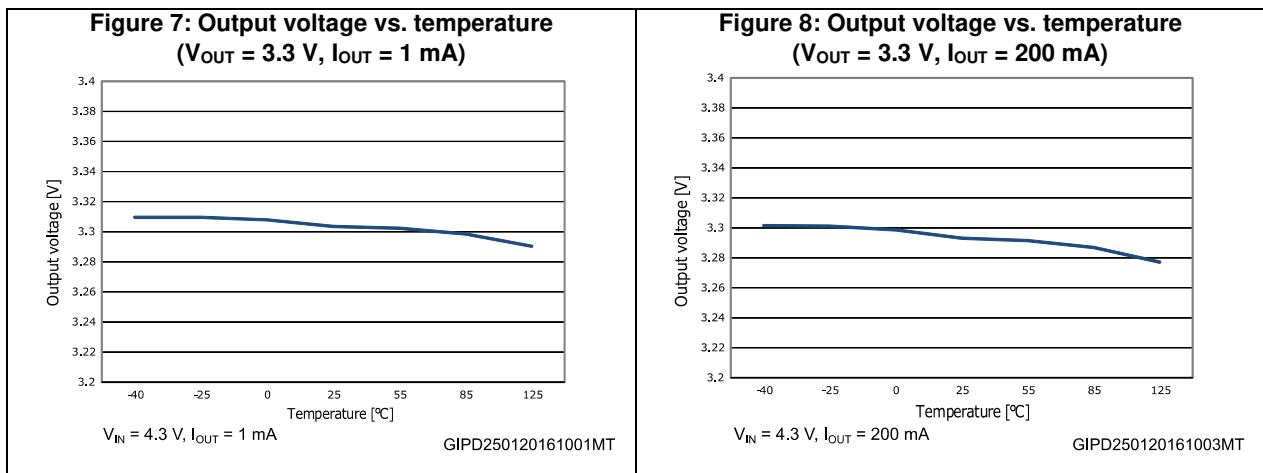 Figure 7: Output voltage vs. temperature
(VOUT = 3.3 V, IOUT = 1 mA)
3.4
3.38
3.36
3.34
3.32
3.3
3.28
3.26
3.24
3.22
3.2
Output voltage [V]
-40 -25 0 25 55 85 125
Temperature [ºC]
VIN = 4.3 V, IOUT = 1 mA
GIPD250120161001MT
Figure 8: Output voltage vs. temperature
(VOUT = 3.3 V, IOUT = 200 mA)
3.4
3.38
3.36
3.34
3.32
3.3
3.28
3.26
3.24
3.22
3.2
Output voltage [V]
-40 -25 0 25 55 85 125
Temperature [ºC]
VIN = 4.3 V, IOUT = 200 mA
GIPD250120161003MT